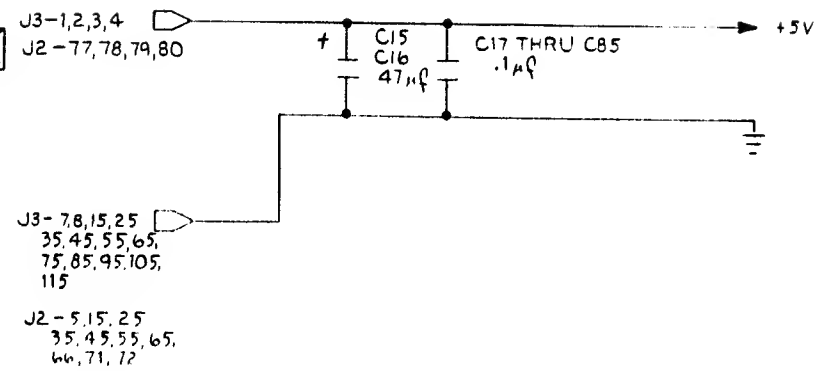 J3-1,2,3,4
J2-77,78,79,80
+
C15
C16
47µf
C17 THRU C85
.1µf
+5V
J3-7,8,15,25
35,45,55,65,
75,85,95,105,
115
J2-5,15,25
35,45,55,65,
66,71,72